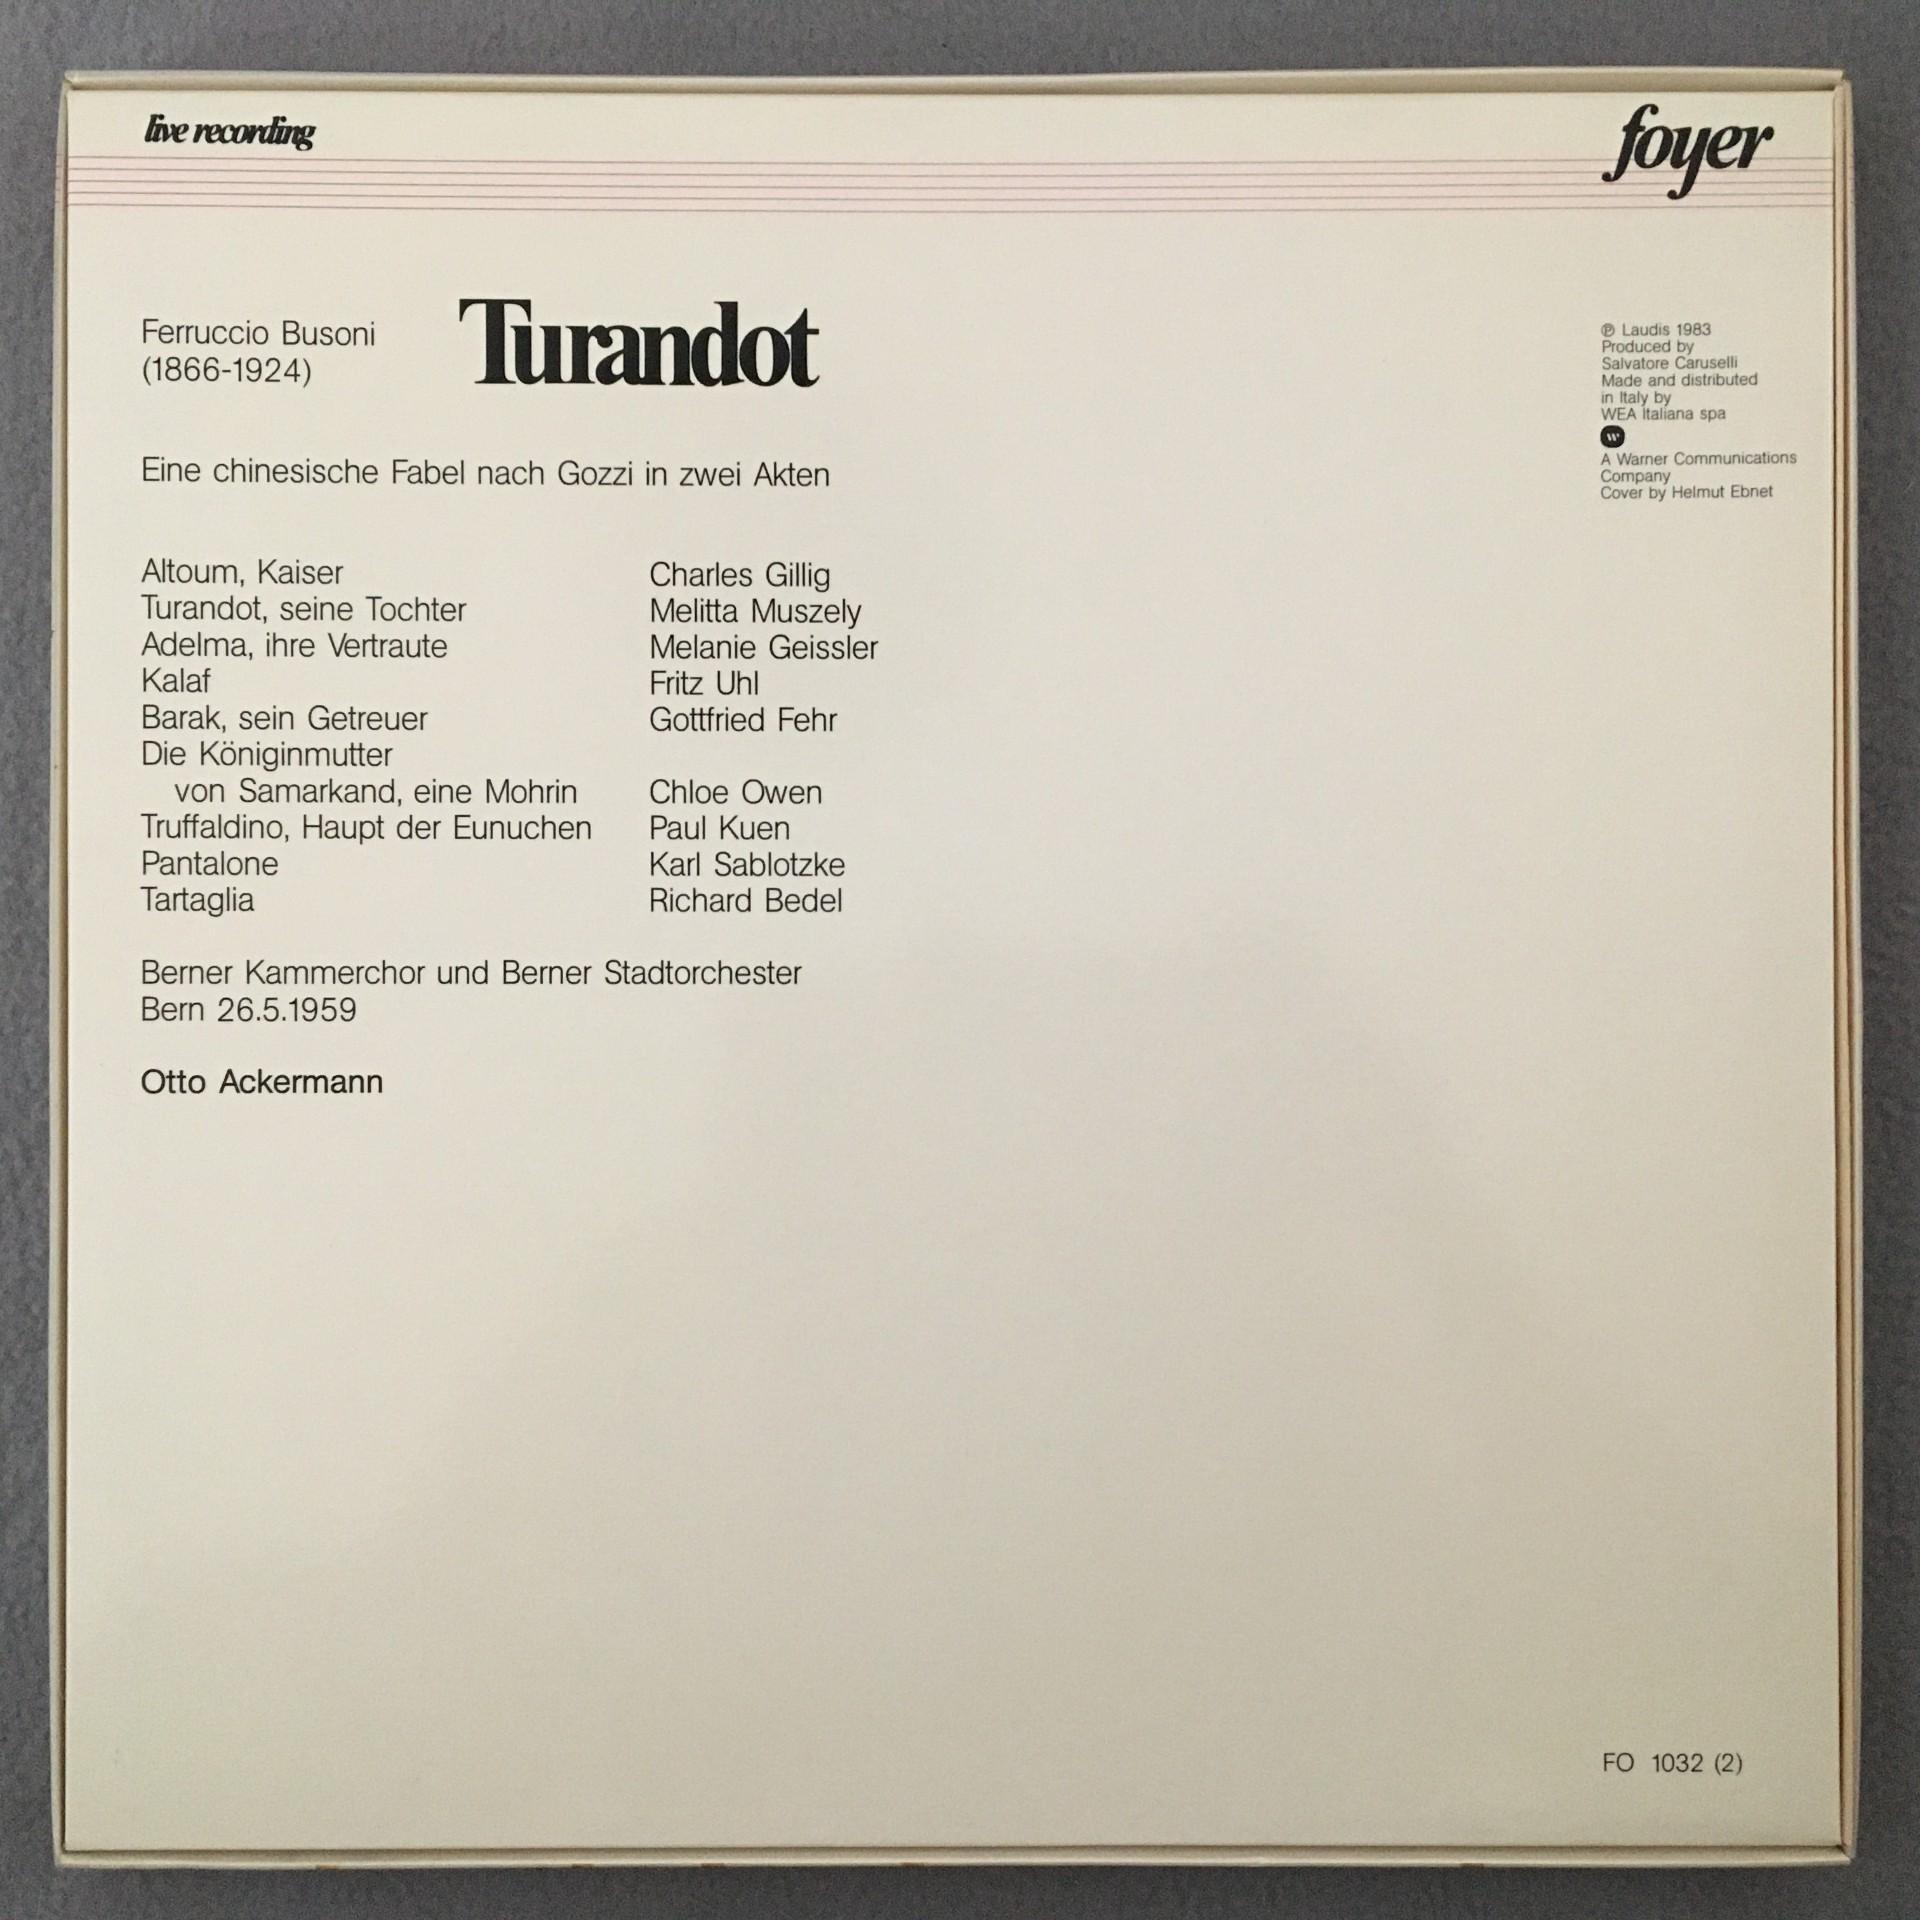 live recording
foyer
Ferruccio Busoni
(1866-1924)
Turandot
Eine chinesische Fabel nach Gozzi in zwei Akten
℗ Laudis 1983
Produced by
Salvatore Caruselli
Made and distributed
in Italy by
WEA Italiana spa
w
A Warner Communications
Company
Cover by Helmut Ebnet
Altoum, Kaiser Charles Gillig
Turandot, seine Tochter Melitta Muszely
Adelma, ihre Vertraute Melanie Geissler
Kalaf Fritz Uhl
Barak, sein Getreuer Gottfried Fehr
Die Königinmutter
von Samarkand, eine Mohrin Chloe Owen
Truffaldino, Haupt der Eunuchen Paul Kuen
Pantalone Karl Sablotzke
Tartaglia Richard Bedel
Berner Kammerchor und Berner Stadtorchester
Bern 26.5.1959
Otto Ackermann
FO 1032 (2)